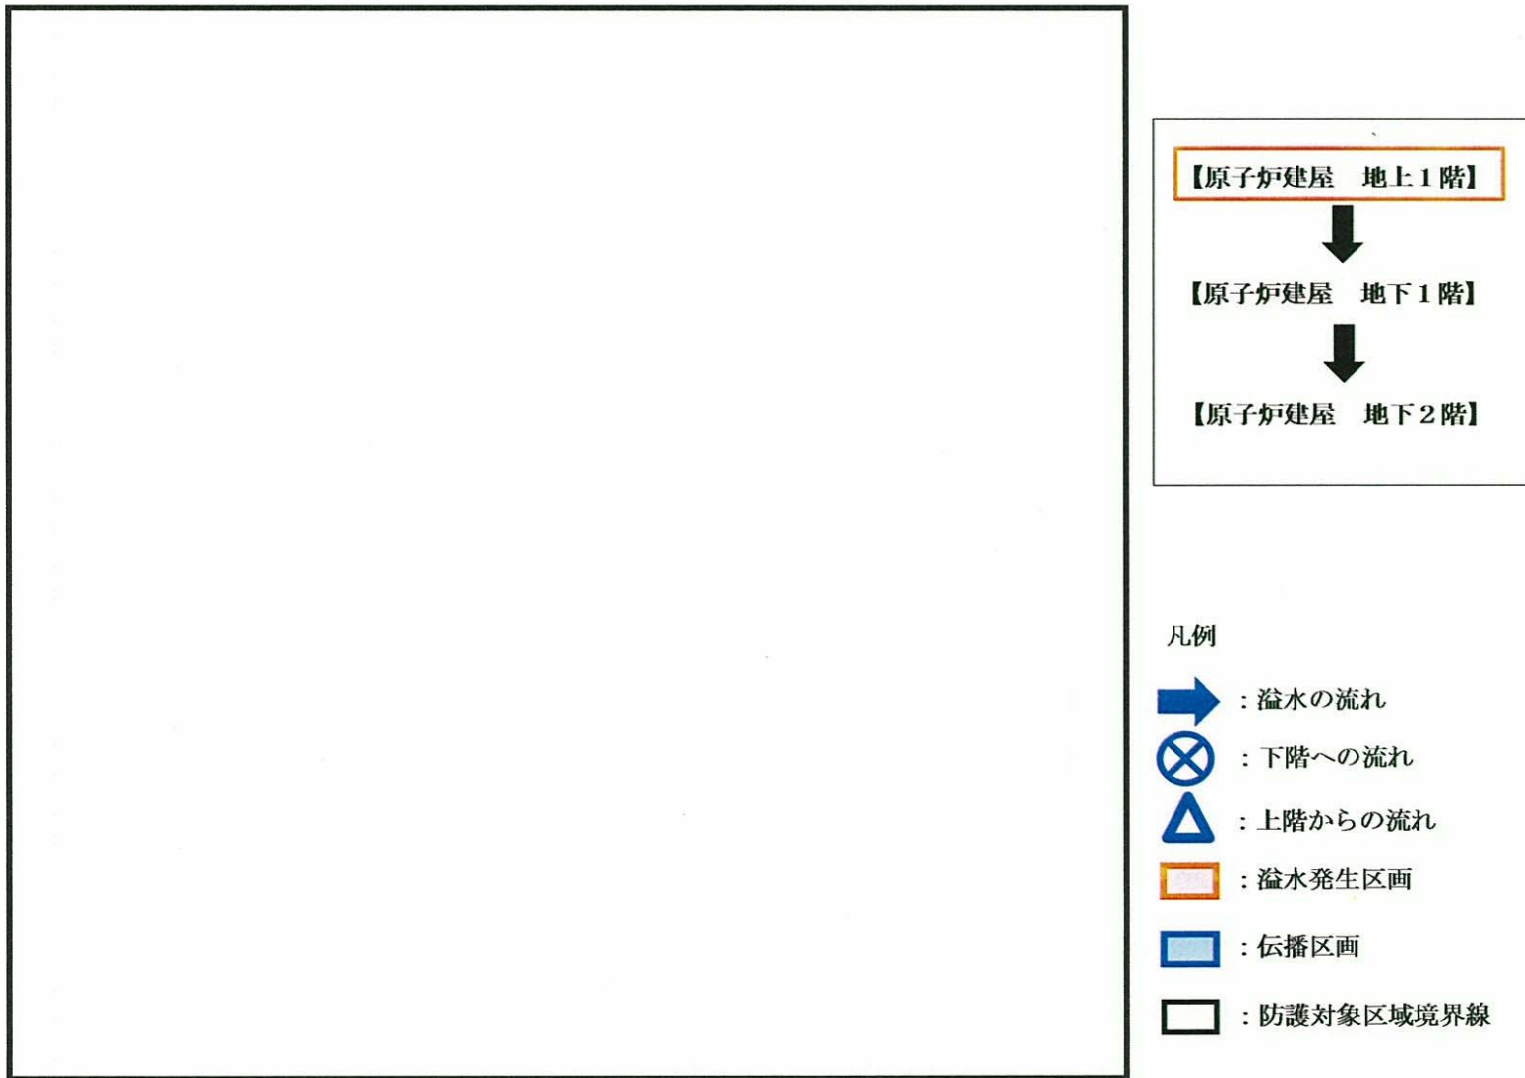 【原子炉建屋　地上１階】
【原子炉建屋　地下１階】
【原子炉建屋　地下２階】
凡例
：溢水の流れ
：下階への流れ
：上階からの流れ
：溢水発生区画
：伝播区画
：防護対象区域境界線